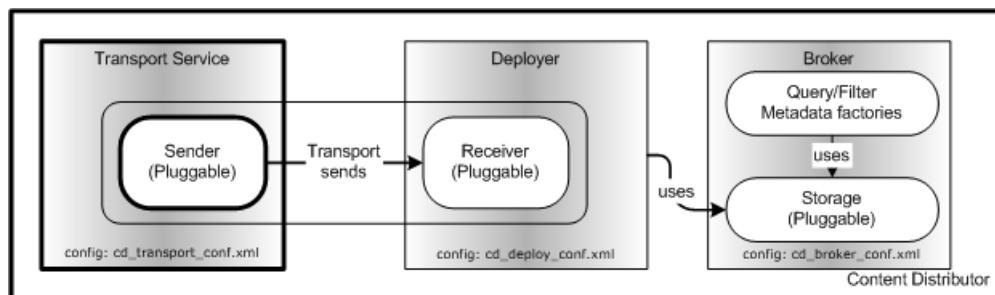 Transport Service
Sender
(Pluggable)
config: cd_transport_conf.xml
Transport
sends
Deployer
Receiver
(Pluggable)
config: cd_deploy_conf.xml
uses
Broker
Query/Filter
Metadata factories
uses
Storage
(Pluggable)
config: cd_broker_conf.xml
Content Distributor